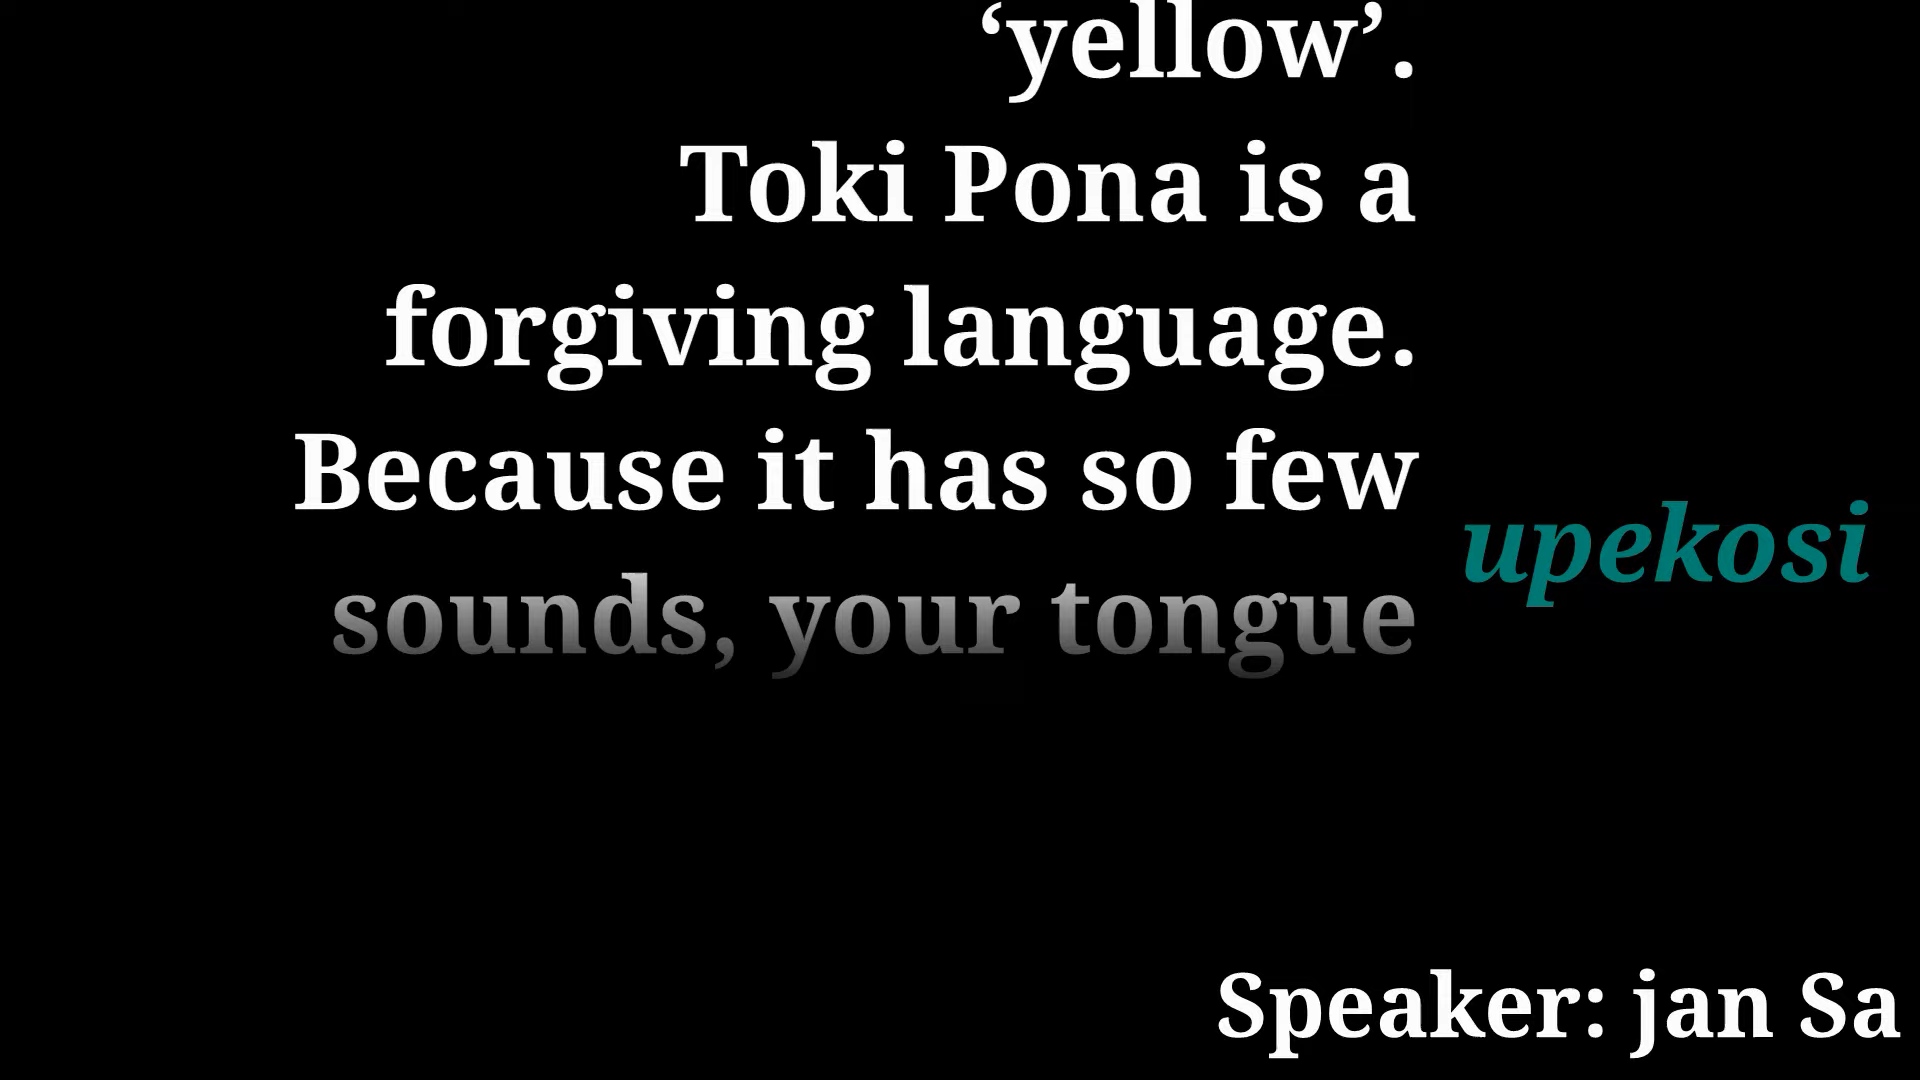 ‘yellow’.
Toki Pona is a
forgiving language.
Because it has so few
upekosi
sounds, your tongue
Speaker: jan Sa